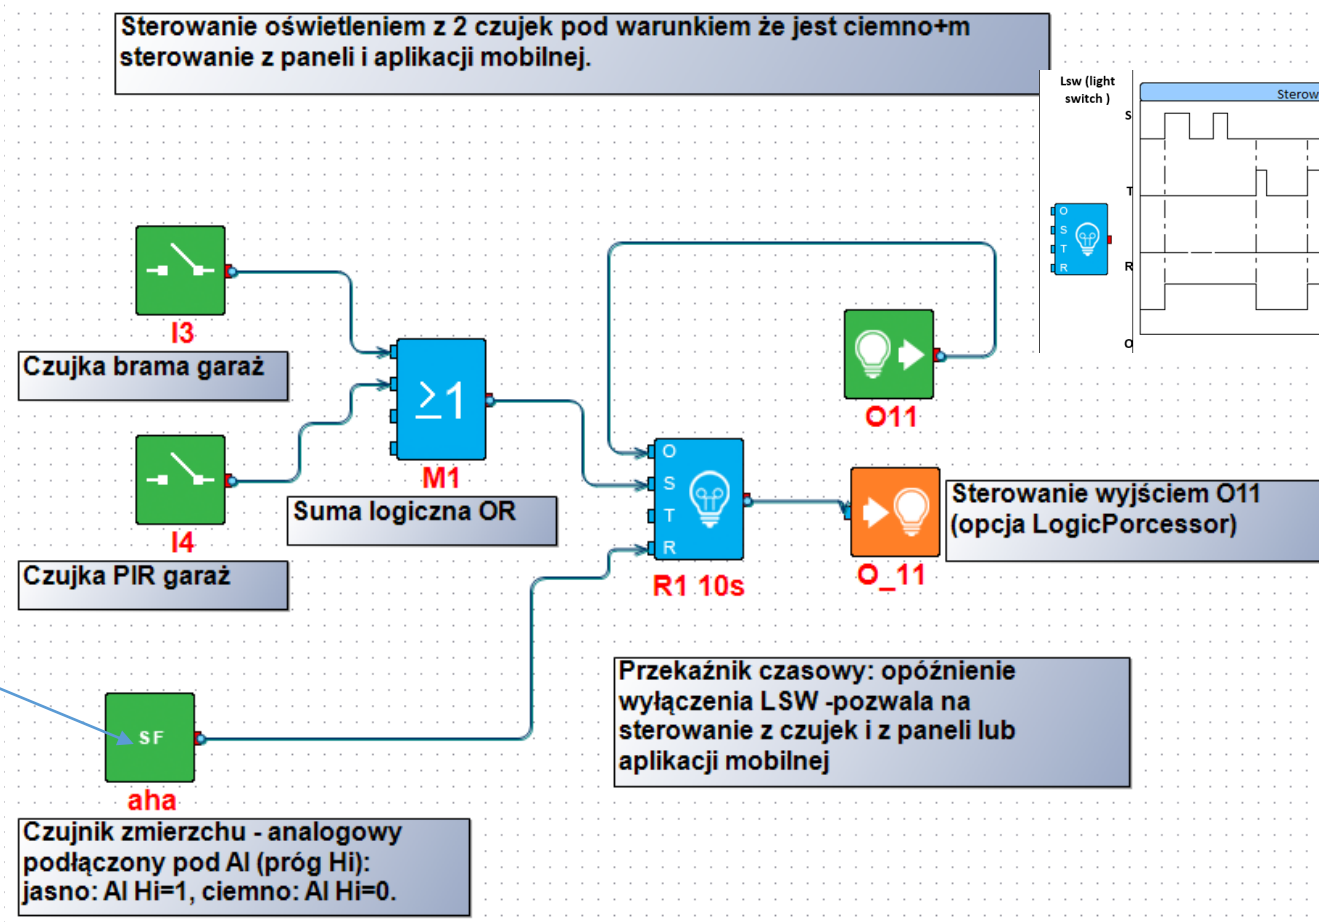 Sterowanie oświetleniem z 2 czujek pod warunkiem że jest ciemno+m
sterowanie z paneli i aplikacji mobilnej.
Lsw (light
switch )
Sterow
S
T
R
O
O
S
T
R
I3
Czujka brama garaż
≥1
M1
Suma logiczna OR
I4
Czujka PIR garaż
O11
O
S
T
R
R1 10s
O_11
Sterowanie wyjściem O11
(opcja LogicPorcessor)
Przekaźnik czasowy: opóźnienie
wyłączenia LSW -pozwala na
sterowanie z czujek i z paneli lub
aplikacji mobilnej
SF
aha
Czujnik zmierzchu - analogowy
podłączony pod AI (próg Hi):
jasno: AI Hi=1, ciemno: AI Hi=0.